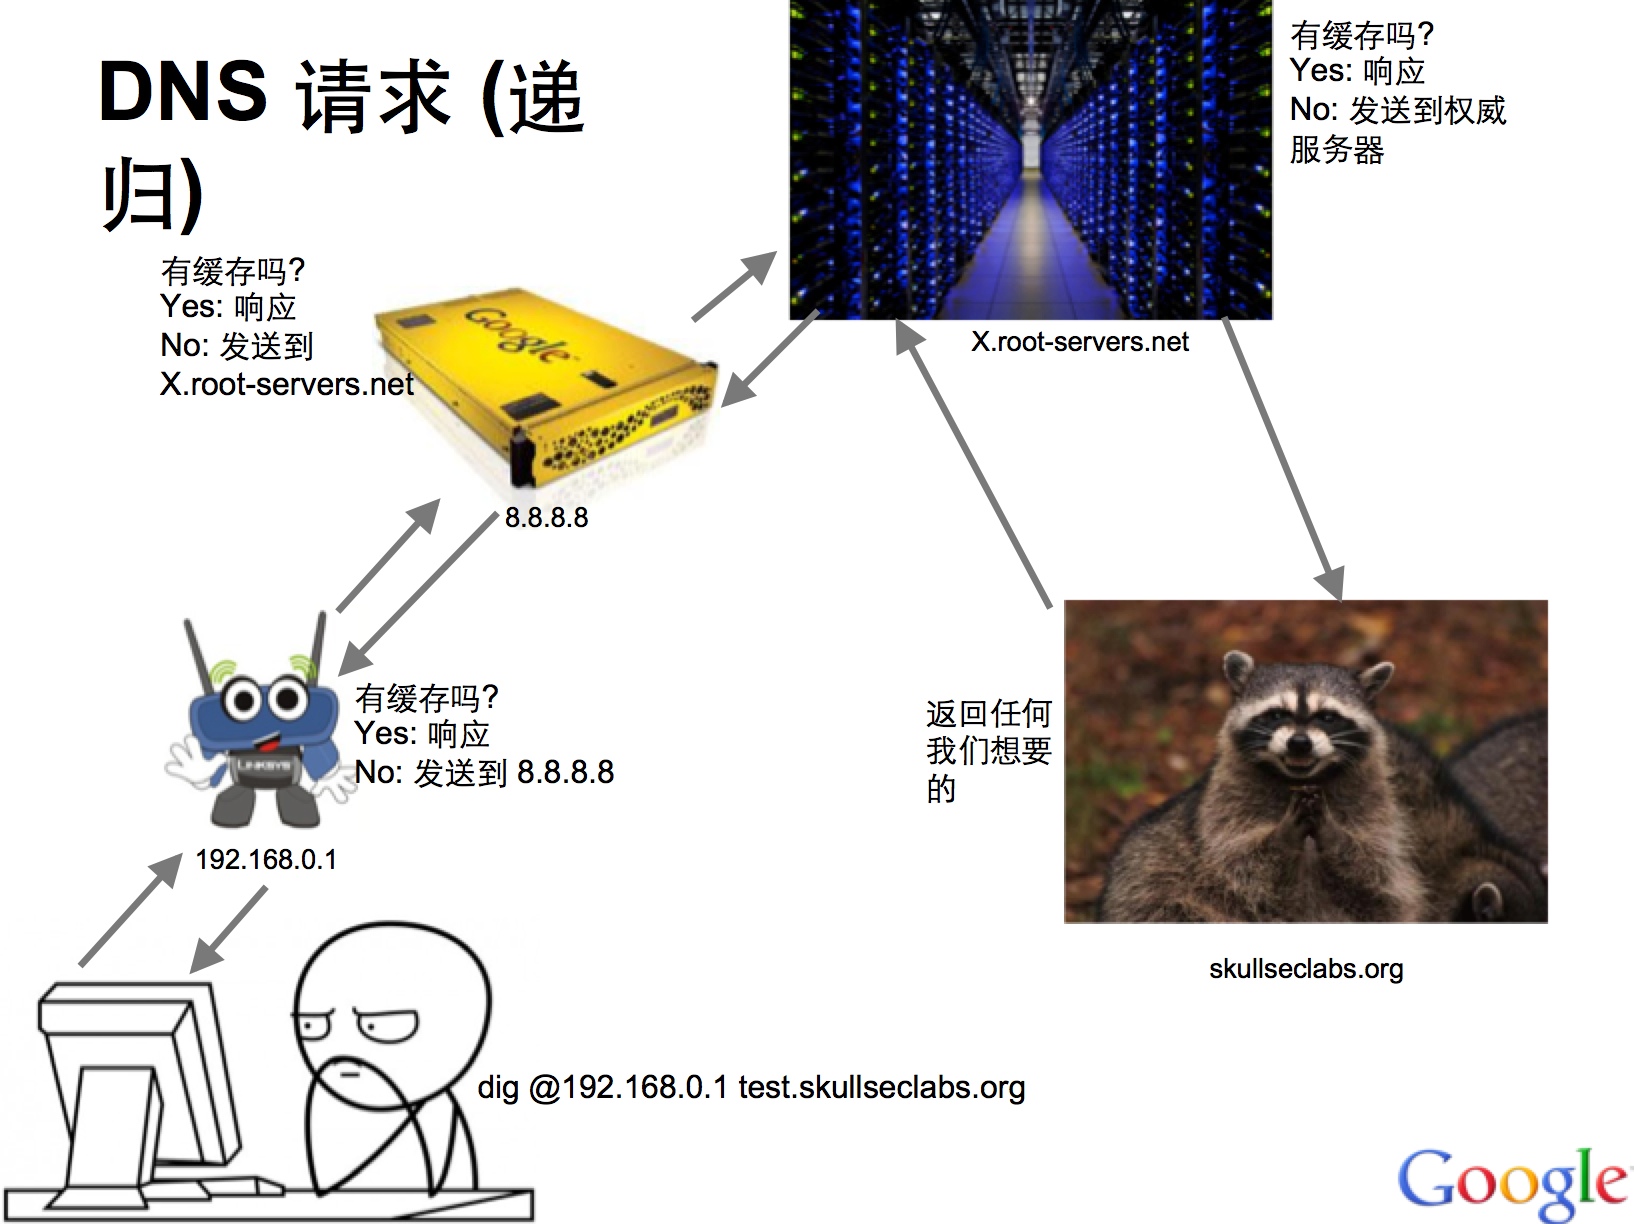 DNS 请求 (递
归)
有缓存吗?
Yes: 响应
No: 发送到权威
服务器
有缓存吗?
Yes: 响应
No: 发送到
X.root-servers.net
Google
X.root-servers.net
8.8.8.8
有缓存吗?
Yes: 响应
No: 发送到 8.8.8.8
LINKSYS
192.168.0.1
返回任何
我们想要
的
skullseclabs.org
dig @192.168.0.1 test.skullseclabs.org
Google